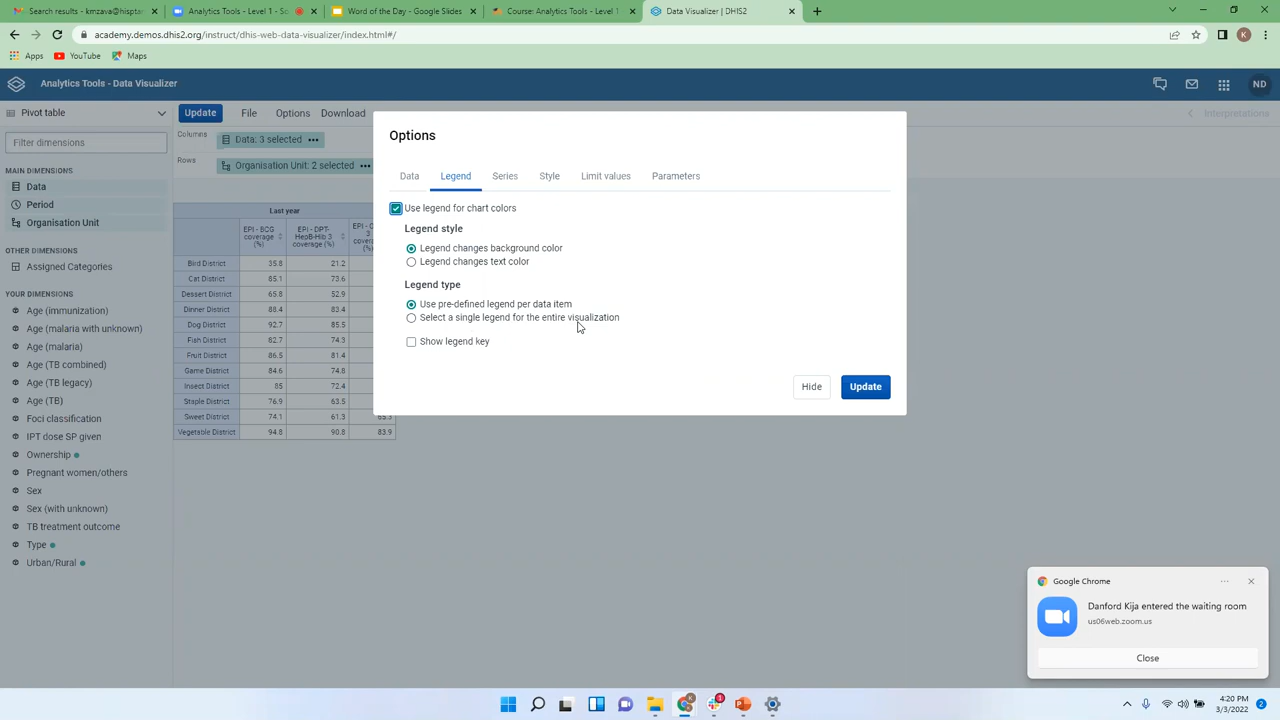 Search results - kmzava@hisptan
Analytics Tools - Level 1 - S
Word of the Day - Google Slides
Course: Analytics Tools - Level 1
Data Visualizer | DHIS2
academy.demos.dhis2.org/instruct/dhis-web-data-visualizer/index.html#/
K
Apps
YouTube
Maps
Analytics Tools - Data Visualizer
ND
Pivot table
Update
File
Options
Download
Interpretations
Filter dimensions
Columns
Data: 3 selected
Rows
Organisation Unit: 2 selected
MAIN DIMENSIONS
Data
Period
Organisation Unit
OTHER DIMENSIONS
Assigned Categories
YOUR DIMENSIONS
Age (immunization)
Age (malaria with unknown)
Age (malaria)
Age (TB combined)
Age (TB legacy)
Age (TB)
Foci classification
IPT dose SP given
Ownership
Pregnant women/others
Sex
Sex (with unknown)
TB treatment outcome
Type
Urban/Rural
Last year
EPI - BCG coverage (%)
EPI - DPT-HepB-Hib 3 coverage (%)
Bird District 35.8 21.2
Cat District 85.1 73.6
Dessert District 65.8 52.9
Dinner District 88.4 83.4
Dog District 92.7 85.5
Fish District 82.7 74.3
Fruit District 86.5 81.4
Game District 84.6 74.8
Insect District 85 72.4
Staple District 76.9 63.5
Sweet District 74.1 61.3 65.3
Vegetable District 94.8 90.8 83.9
Options
Data
Legend
Series
Style
Limit values
Parameters
Use legend for chart colors
Legend style
Legend changes background color
Legend changes text color
Legend type
Use pre-defined legend per data item
Select a single legend for the entire visualization
Show legend key
Hide
Update
Google Chrome
Danford Kija entered the waiting room
us06web.zoom.us
Close
4:20 PM
3/3/2022
2